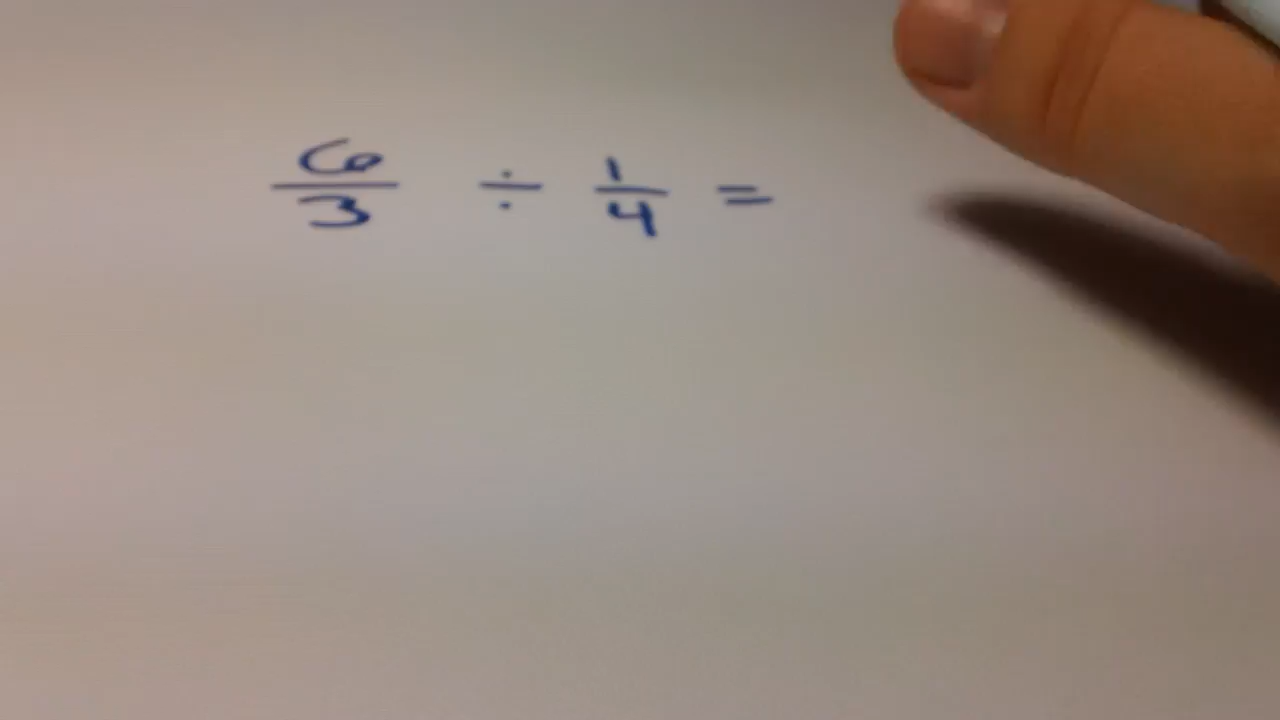 6/3 ÷ 1/4 =